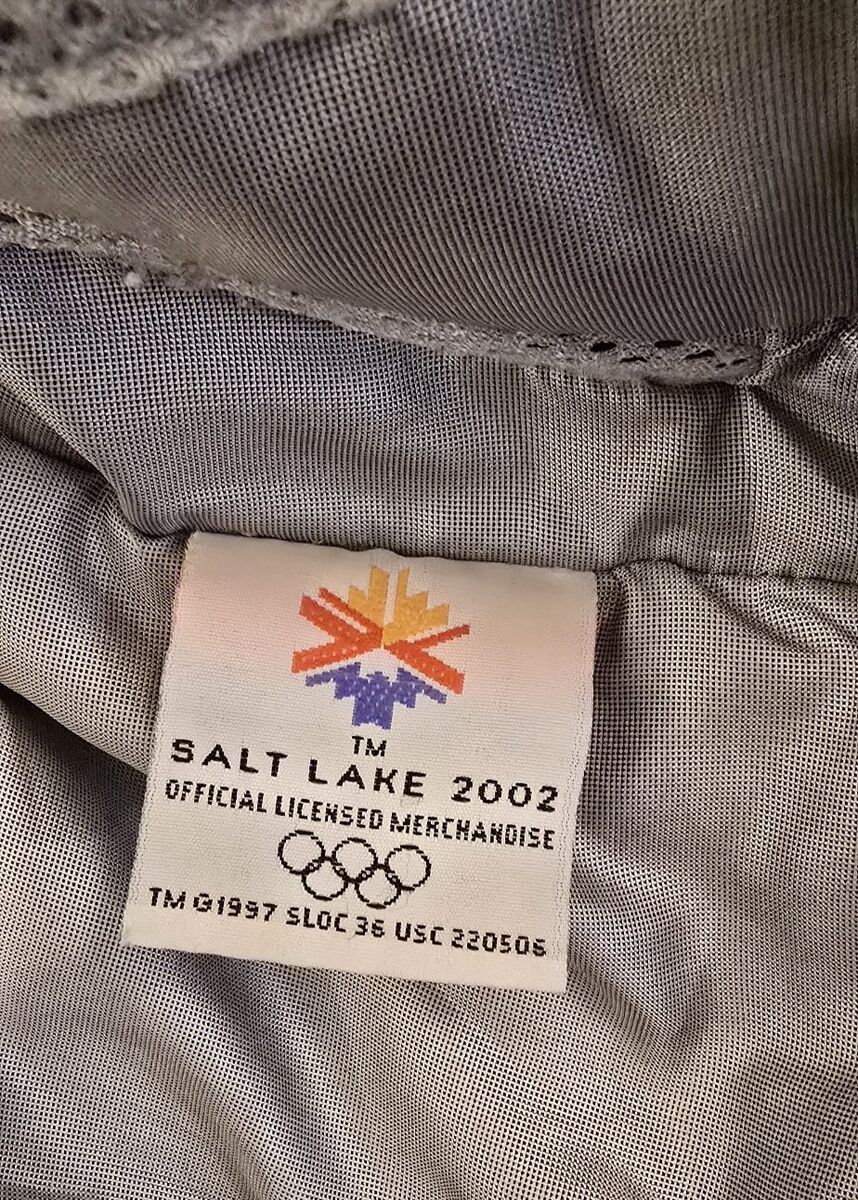 TM
SALT LAKE 2002
OFFICIAL LICENSED MERCHANDISE
TM ©1997 SLOC 36 USC 220506